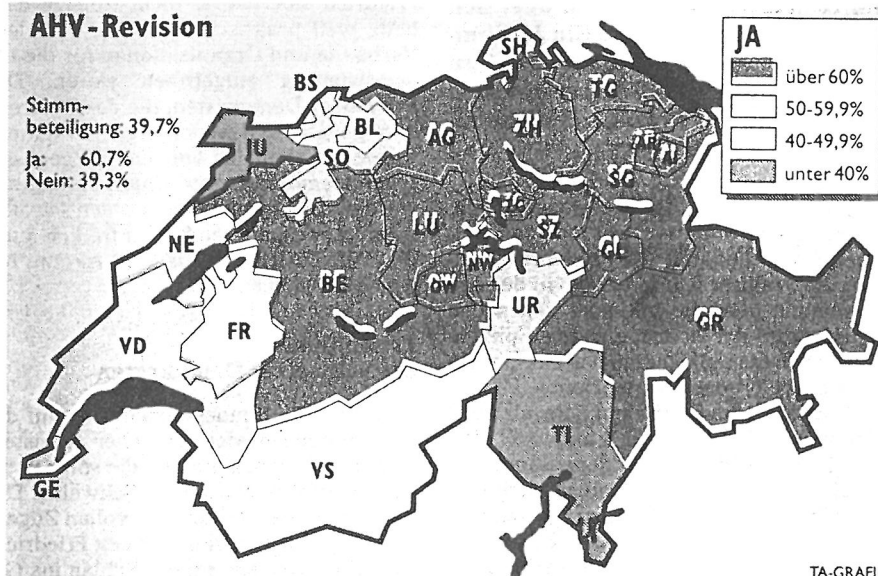 AHV-Revision
Stimm-
beteiligung: 39,7%
Ja: 60,7%
Nein: 39,3%
JA
über 60%
50-59,9%
40-49,9%
unter 40%
SH
BS
BL
AG
ZH
TG
JU
SO
AR
AI
SG
ZG
LU
SZ
NE
GL
BE
OW
NW
UR
FR
GR
VD
TI
VS
GE
TA-GRAFI